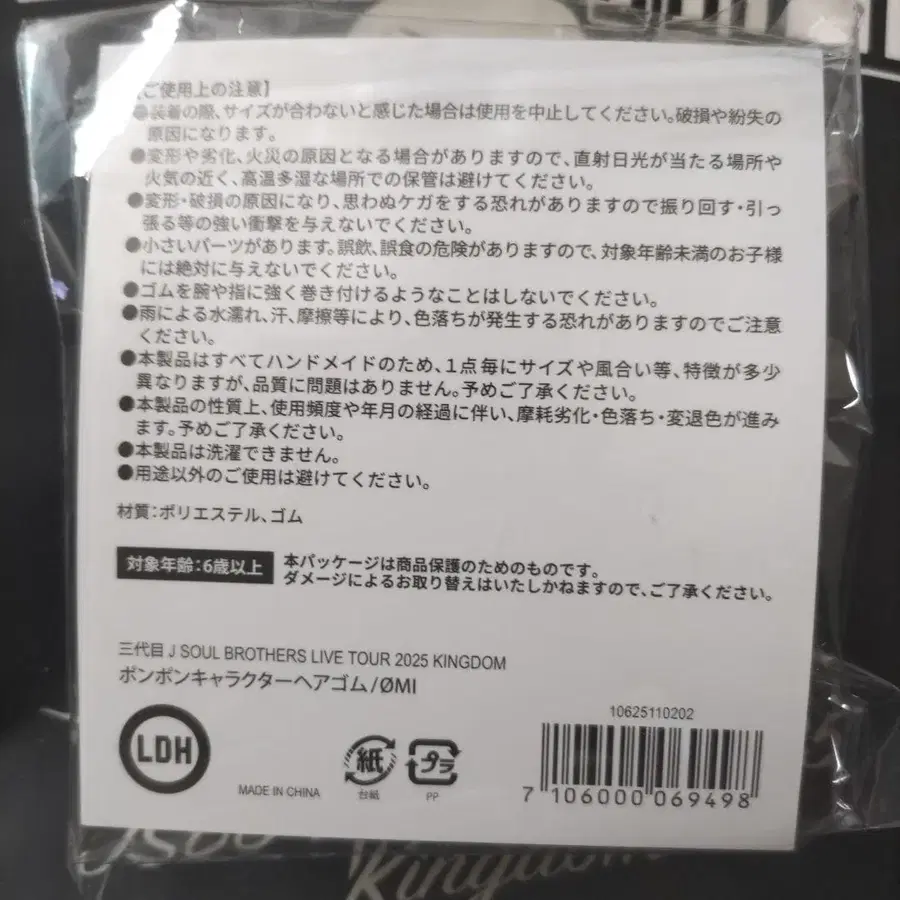 【ご使用上の注意】
●装着の際、サイズが合わないと感じた場合は使用を中止してください。破損や紛失の
原因になります。
●変形や劣化、火災の原因となる場合がありますので、直射日光が当たる場所や
火気の近く、高温多湿な場所での保管は避けてください。
●変形・破損の原因になり、思わぬケガをする恐れがありますので振り回す・引っ
張る等の強い衝撃を与えないでください。
●小さいパーツがあります。誤飲、誤食の危険がありますので、対象年齢未満のお子様
には絶対に与えないでください。
●ゴムを腕や指に強く巻き付けるようなことはしないでください。
●雨による水濡れ、汗、摩擦等により、色落ちが発生する恐れがありますのでご注意
ください。
●本製品はすべてハンドメイドのため、1点毎にサイズや風合い等、特徴が多少
異なりますが、品質に問題はありません。予めご了承ください。
●本製品の性質上、使用頻度や年月の経過に伴い、摩耗劣化・色落ち・変退色が進み
ます。予めご了承ください。
●本製品は洗濯できません。
●用途以外のご使用は避けてください。
材質：ポリエステル、ゴム
対象年齢：6歳以上
本パッケージは商品保護のためのものです。
ダメージによるお取り替えはいたしかねますので、ご了承ください。
三代目 J SOUL BROTHERS LIVE TOUR 2025 KINGDOM
ポンポンキャラクターヘアゴム/ØMI
10625110202
LDH
紙
プラ
MADE IN CHINA
台紙
PP
7 106000 069498
Kingdom